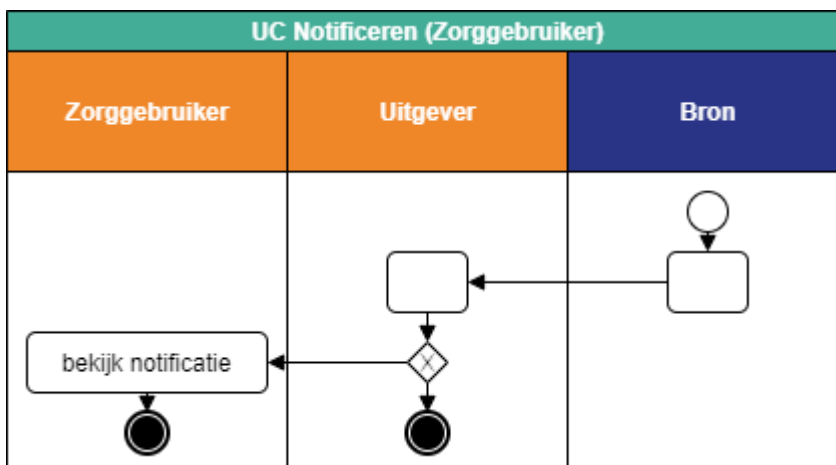 UC Notificeren (Zorggebruiker)
Zorggebruiker
Uitgever
Bron
X
bekijk notificatie